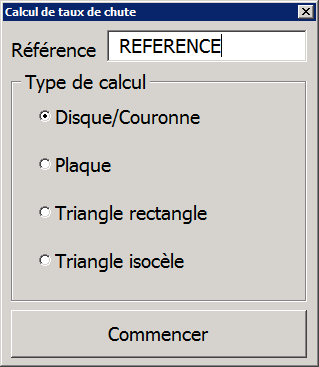 Calcul de taux de chute
Référence REFERENCE
Type de calcul
Disque/Couronne
Plaque
Triangle rectangle
Triangle isocèle
Commencer